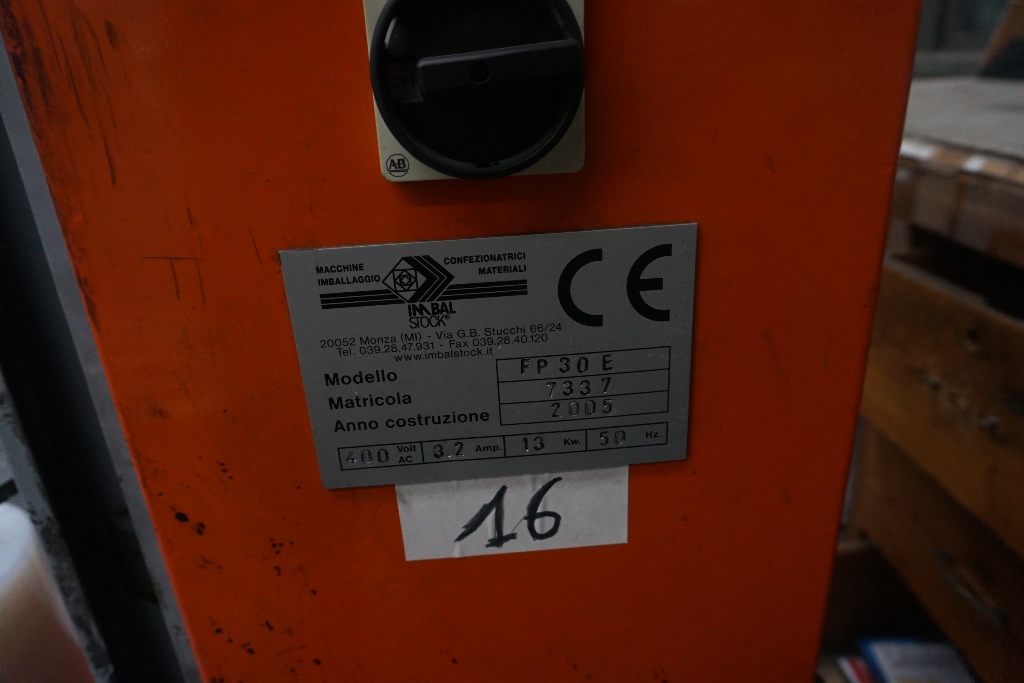 OFF
A-B
MACCHINE CONFEZIONATRICI
IMBALLAGGIO MATERIALI
IMBAL
STOCK®
CE
20052 Monza (MI) - Via G.B. Stucchi 66/24
Tel. 039.28.47.931 - Fax 039.28.40.120
www.imbalstock.it
Modello FP 30 E
Matricola 7337
Anno costruzione 2005
400 Volt AC 3.2 Amp. 13 Kw. 50 Hz.
16